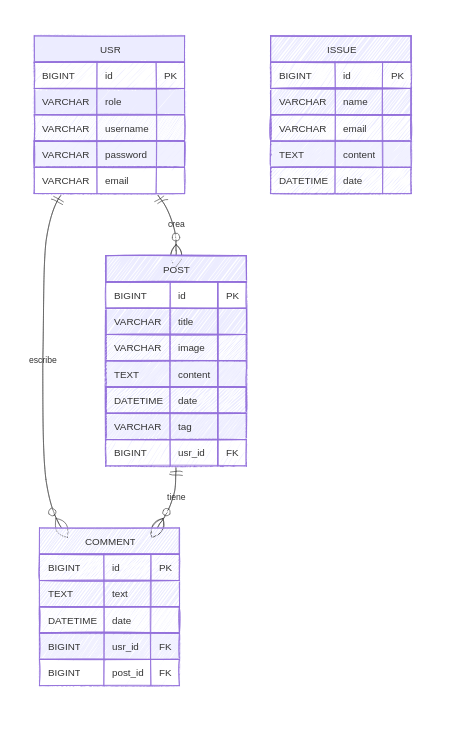 USR
BIGINT id PK
VARCHAR role
VARCHAR username
VARCHAR password
VARCHAR email
ISSUE
BIGINT id PK
VARCHAR name
VARCHAR email
TEXT content
DATETIME date
crea
POST
BIGINT id PK
VARCHAR title
VARCHAR image
TEXT content
DATETIME date
VARCHAR tag
BIGINT usr_id FK
escribe
tiene
COMMENT
BIGINT id PK
TEXT text
DATETIME date
BIGINT usr_id FK
BIGINT post_id FK